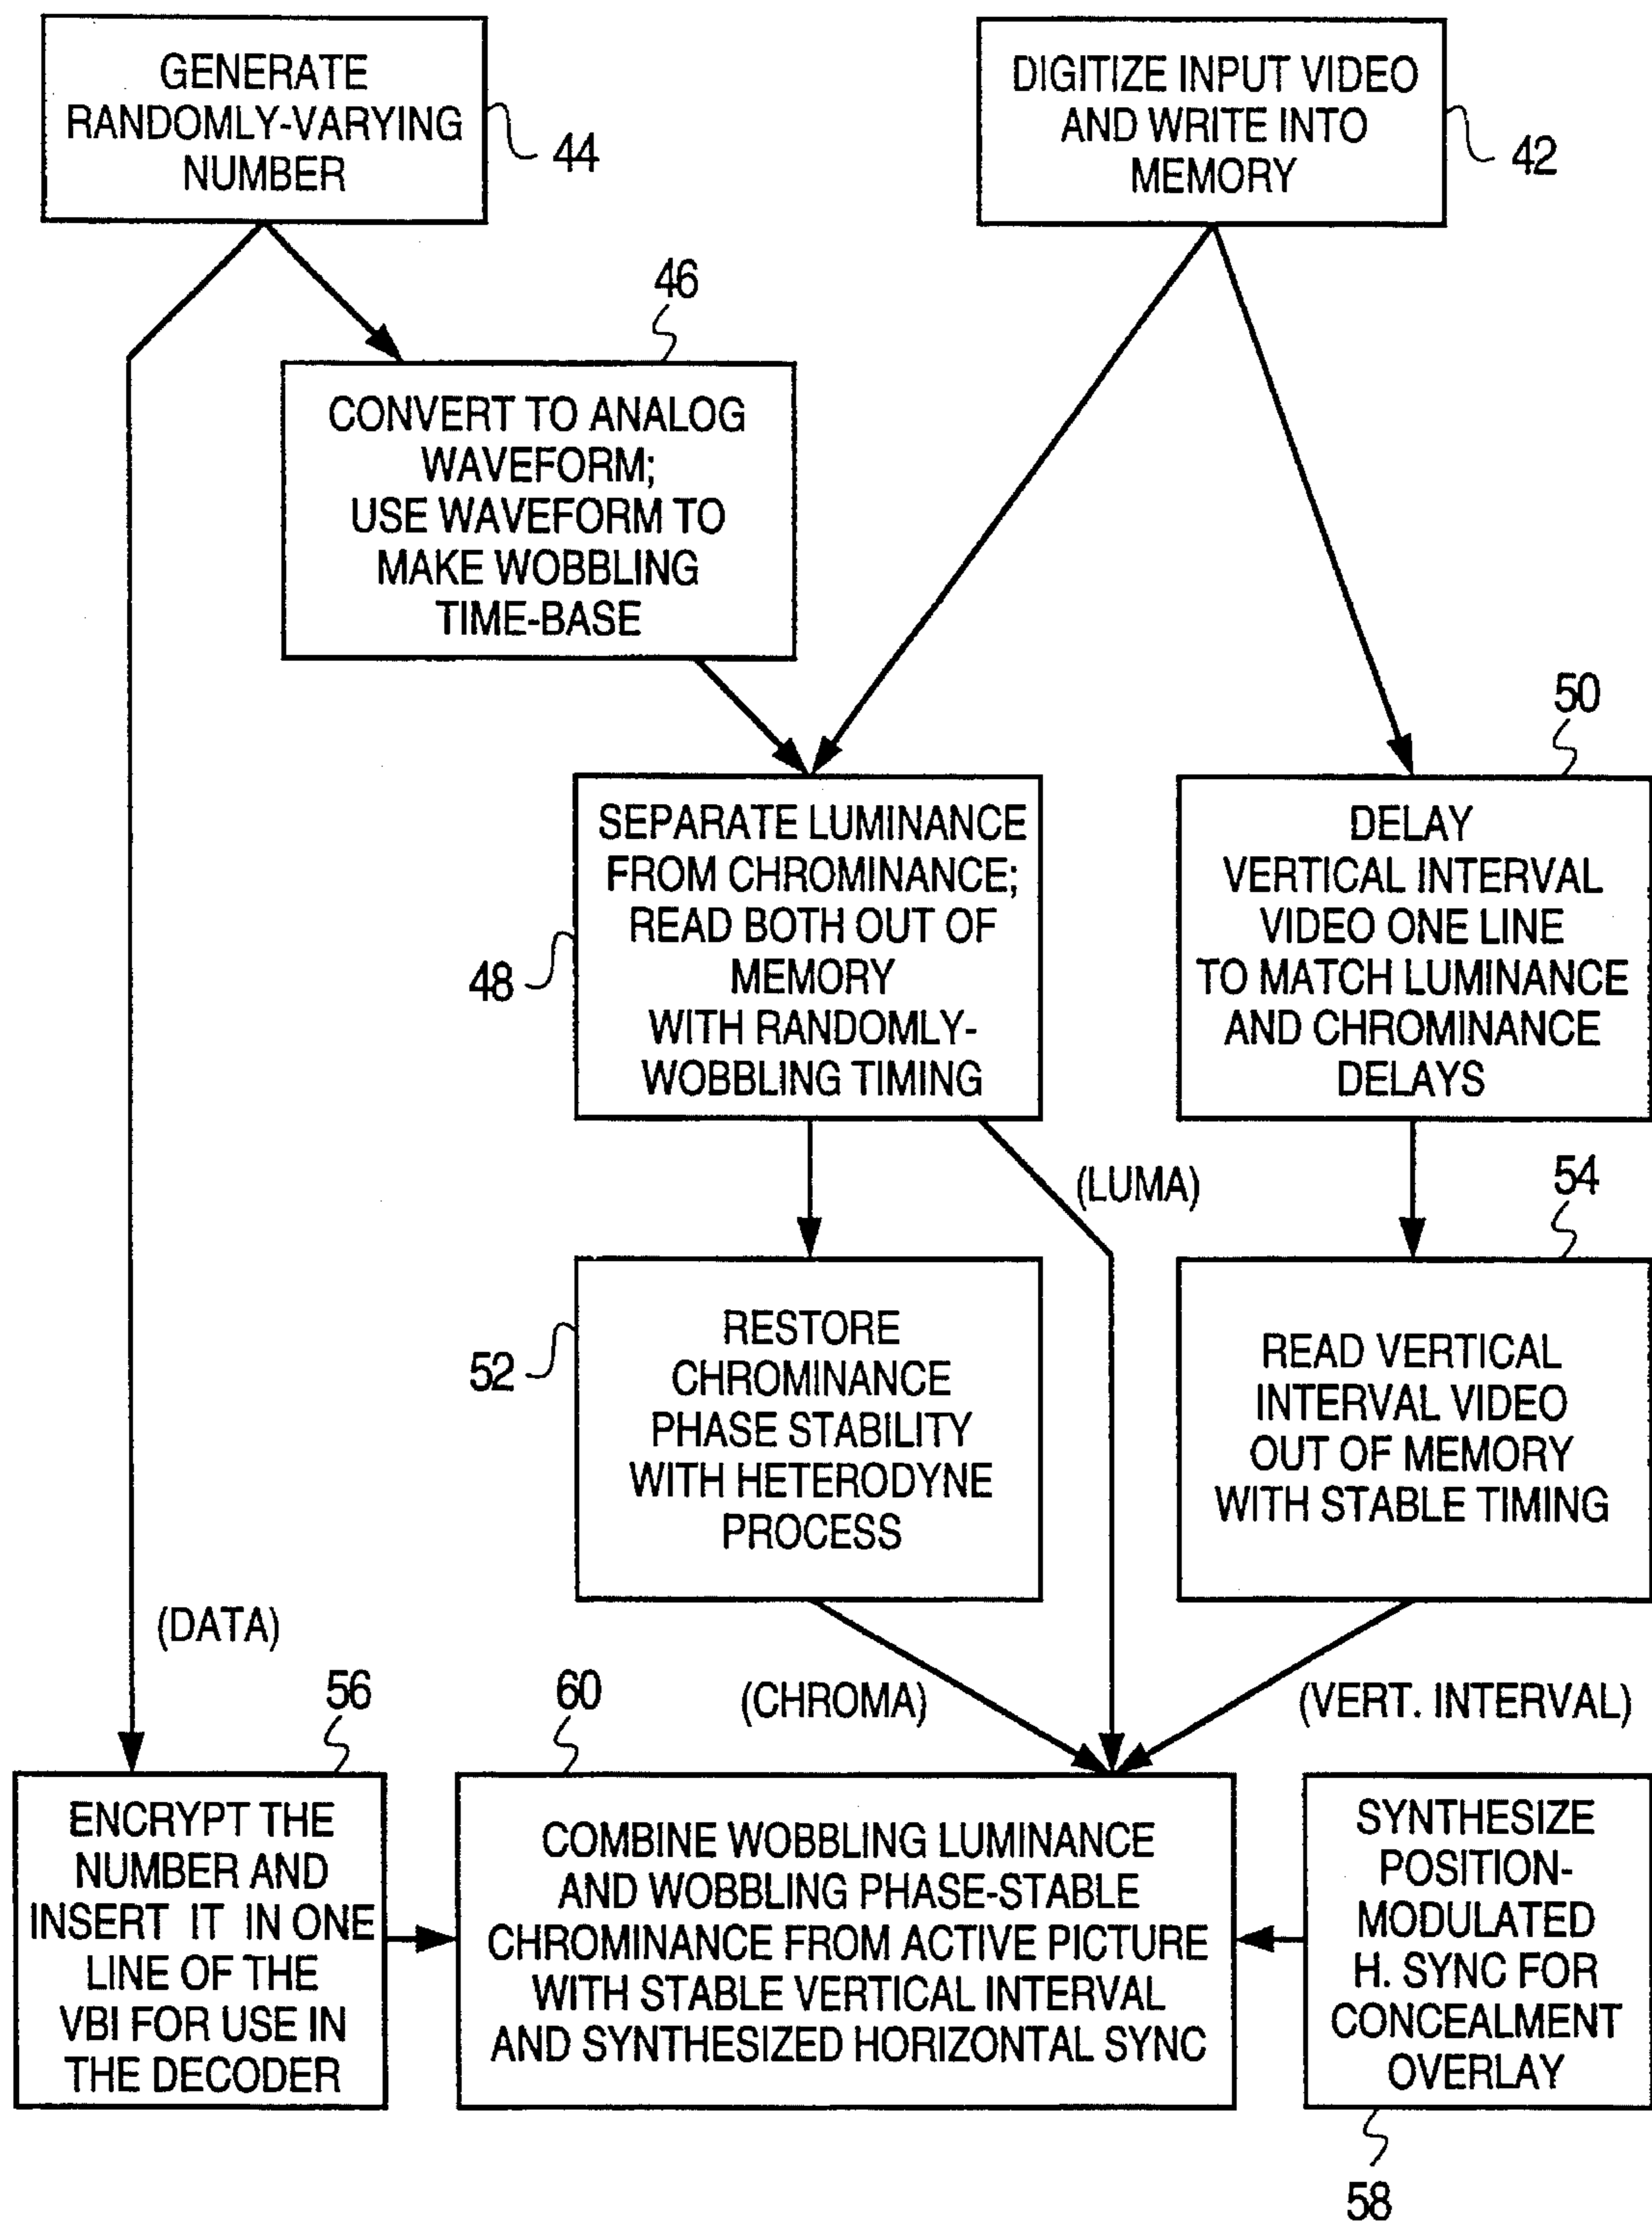 GENERATE
RANDOMLY-VARYING
NUMBER
44
DIGITIZE INPUT VIDEO
AND WRITE INTO
MEMORY
42
46
CONVERT TO ANALOG
WAVEFORM;
USE WAVEFORM TO
MAKE WOBBLING
TIME-BASE
48
SEPARATE LUMINANCE
FROM CHROMINANCE;
READ BOTH OUT OF
MEMORY
WITH RANDOMLY-
WOBBLING TIMING
50
DELAY
VERTICAL INTERVAL
VIDEO ONE LINE
TO MATCH LUMINANCE
AND CHROMINANCE
DELAYS
(LUMA)
52
RESTORE
CHROMINANCE
PHASE STABILITY
WITH HETERODYNE
PROCESS
54
READ VERTICAL
INTERVAL VIDEO
OUT OF MEMORY
WITH STABLE TIMING
(DATA)
(CHROMA)
(VERT. INTERVAL)
56
ENCRYPT THE
NUMBER AND
INSERT IT IN ONE
LINE OF THE
VBI FOR USE IN
THE DECODER
60
COMBINE WOBBLING LUMINANCE
AND WOBBLING PHASE-STABLE
CHROMINANCE FROM ACTIVE PICTURE
WITH STABLE VERTICAL INTERVAL
AND SYNTHESIZED HORIZONTAL SYNC
SYNTHESIZE
POSITION-
MODULATED
H. SYNC FOR
CONCEALMENT
OVERLAY
58